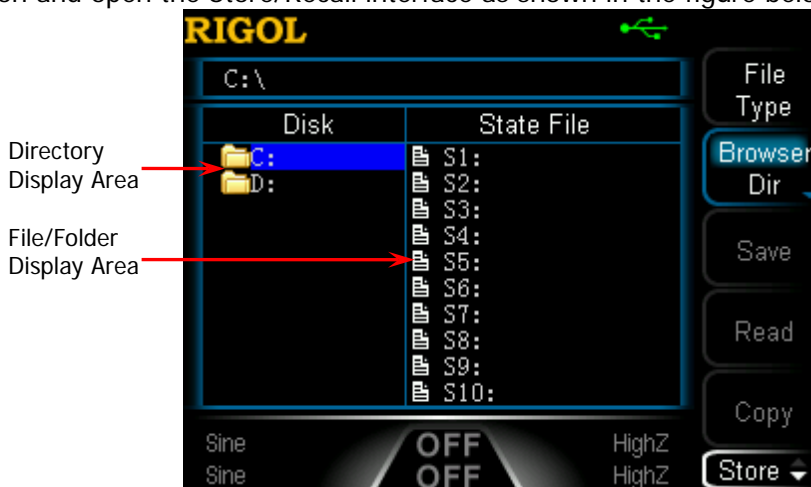 RIGOL
C:\
Disk
State File
C:
D:
S1:
S2:
S3:
S4:
S5:
S6:
S7:
S8:
S9:
S10:
Directory
Display Area
File/Folder
Display Area
File
Type
Browser
Dir
Save
Read
Copy
Store
Sine OFF HighZ
Sine OFF HighZ